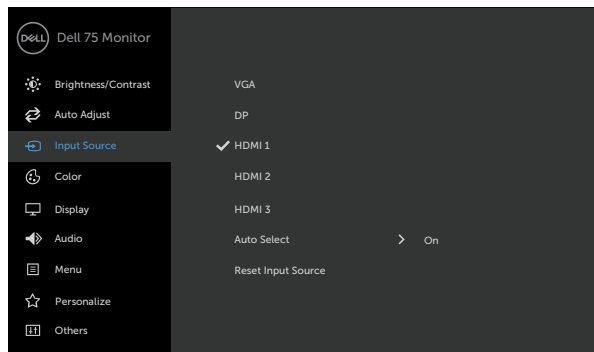 DELL
Dell 75 Monitor
Brightness/Contrast
Auto Adjust
Input Source
Color
Display
Audio
Menu
Personalize
Others
VGA
DP
HDMI 1
HDMI 2
HDMI 3
Auto Select On
Reset Input Source